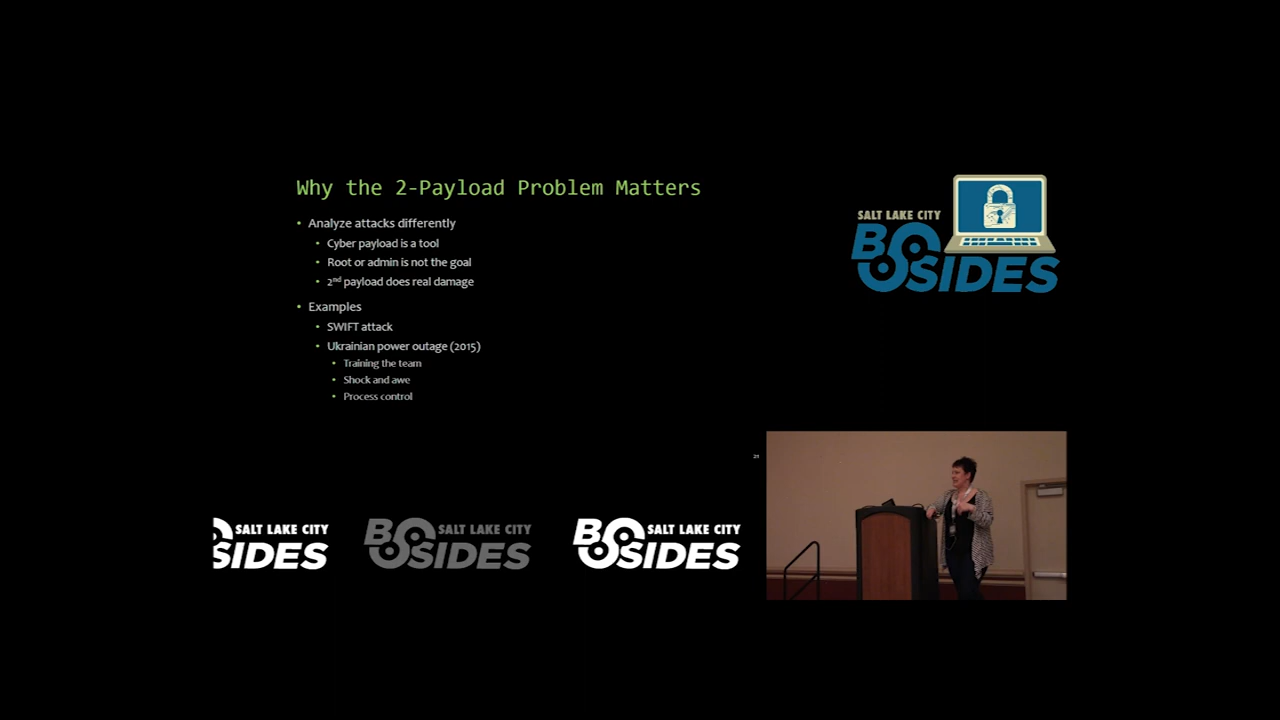 Why the 2-Payload Problem Matters
• Analyze attacks differently
• Cyber payload is a tool
• Root or admin is not the goal
• 2nd payload does real damage
• Examples
• SWIFT attack
• Ukrainian power outage (2015)
• Training the team
• Shock and awe
• Process control
SALT LAKE CITY
BSIDES
21
SALT LAKE CITY
SIDES
SALT LAKE CITY
BSIDES
SALT LAKE CITY
BSIDES